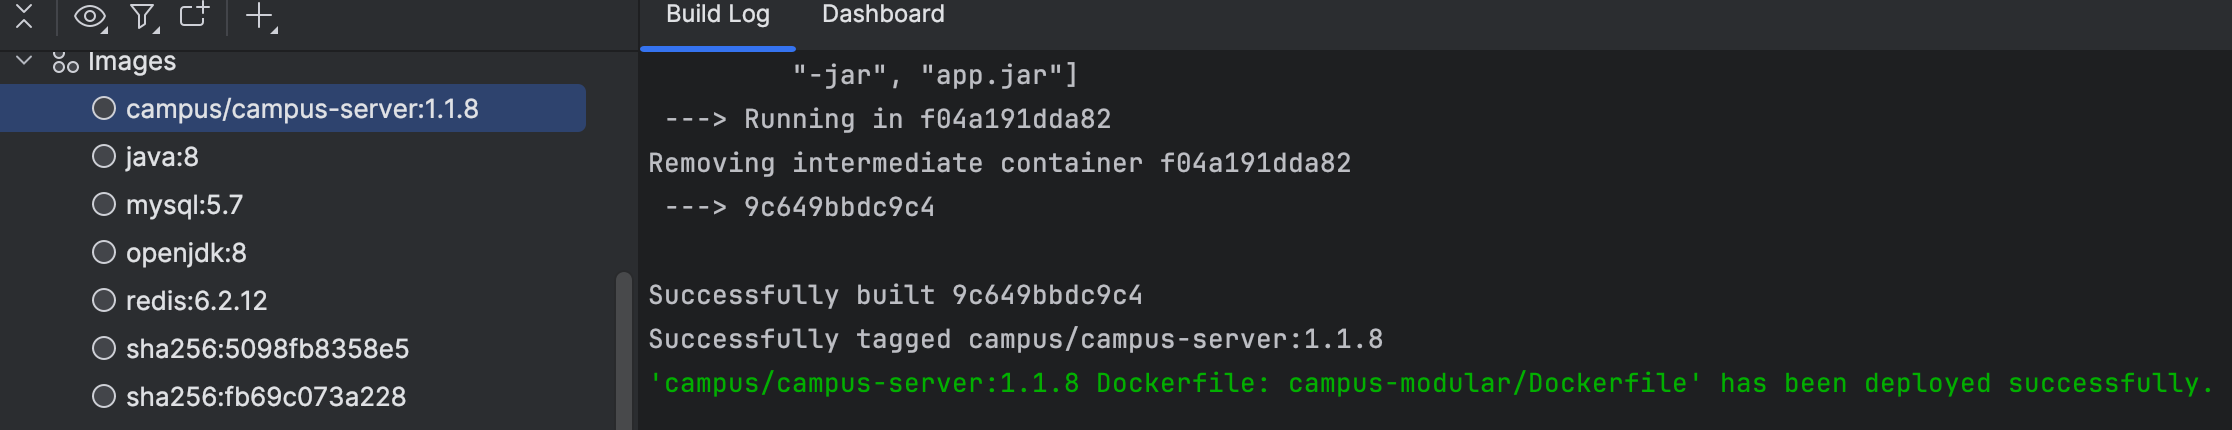 Build Log
Dashboard
Images
campus/campus-server:1.1.8
java:8
mysql:5.7
openjdk:8
redis:6.2.12
sha256:5098fb8358e5
sha256:fb69c073a228
"-jar", "app.jar"]
---> Running in f04a191dda82
Removing intermediate container f04a191dda82
---> 9c649bbdc9c4
Successfully built 9c649bbdc9c4
Successfully tagged campus/campus-server:1.1.8
'campus/campus-server:1.1.8 Dockerfile: campus-modular/Dockerfile' has been deployed successfully.